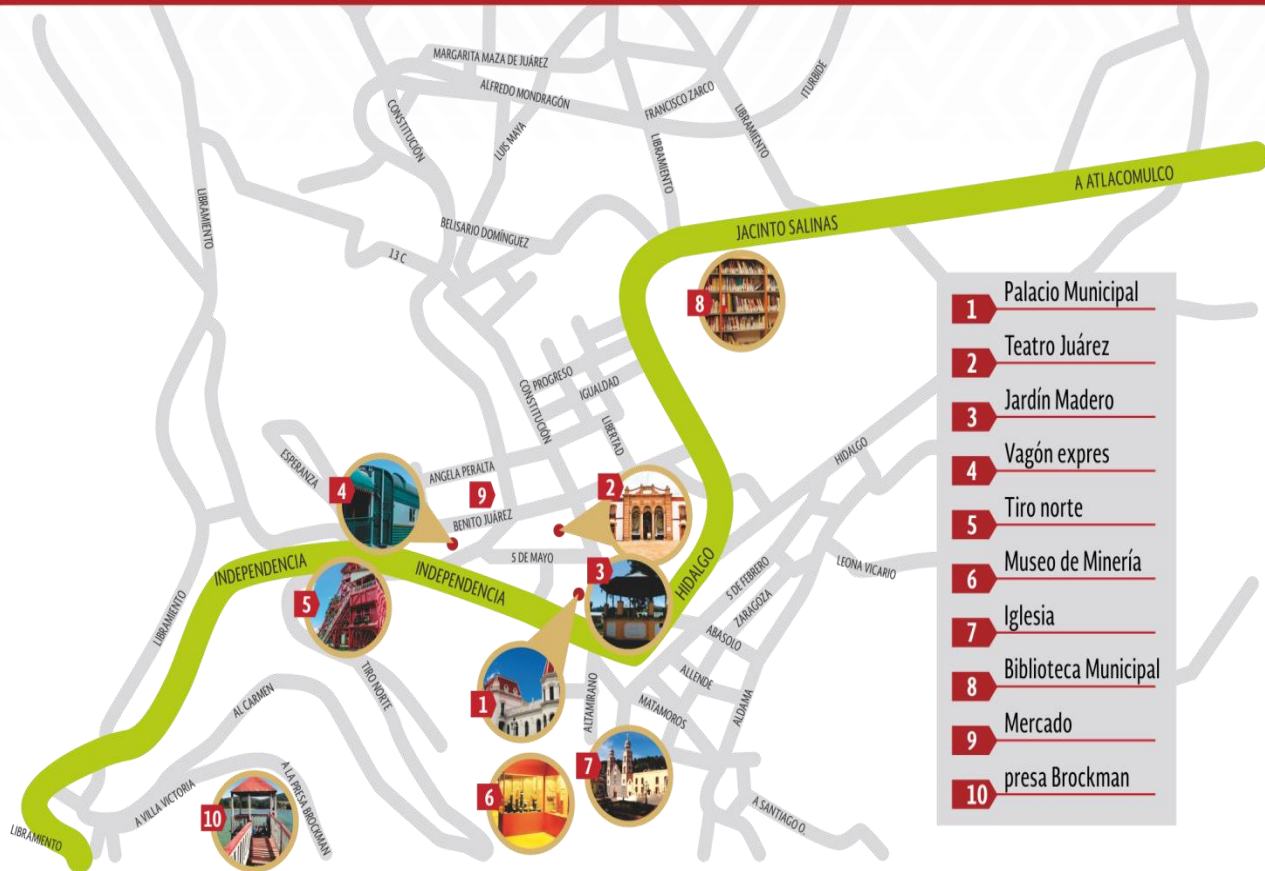 MARGARITA MAZA DE JUÁREZ
ALFREDO MONDRAGÓN
CONSTITUCIÓN
LUIS MAYA
FRANCISCO ZARCO
LIBRAMIENTO
LIBRAMIENTO
ITURBIDE
A ATLACOMULCO
JACINTO SALINAS
LIBRAMIENTO
BELISARIO DOMÍNGUEZ
13 C
8
PROGRESO
IGUALDAD
CONSTITUCIÓN
LIBERTAD
HIDALGO
ESPERANZA
ANGELA PERALTA
4
9
2
BENITO JUÁREZ
5 DE MAYO
INDEPENDENCIA
INDEPENDENCIA
3
HIDALGO
5 DE FEBRERO
ZARAGOZA
LEONA VICARIO
5
LIBRAMIENTO
ABASOLO
ALLENDE
TIRO NORTE
AL CARMEN
1
ALTAMIRANO
MATAMOROS
ALDAMA
7
6
A VILLA VICTORIA
A LA PRESA BROCKMAN
10
A SANTIAGO O.
LIBRAMIENTO
1 Palacio Municipal
2 Teatro Juárez
3 Jardín Madero
4 Vagón expres
5 Tiro norte
6 Museo de Minería
7 Iglesia
8 Biblioteca Municipal
9 Mercado
10 presa Brockman